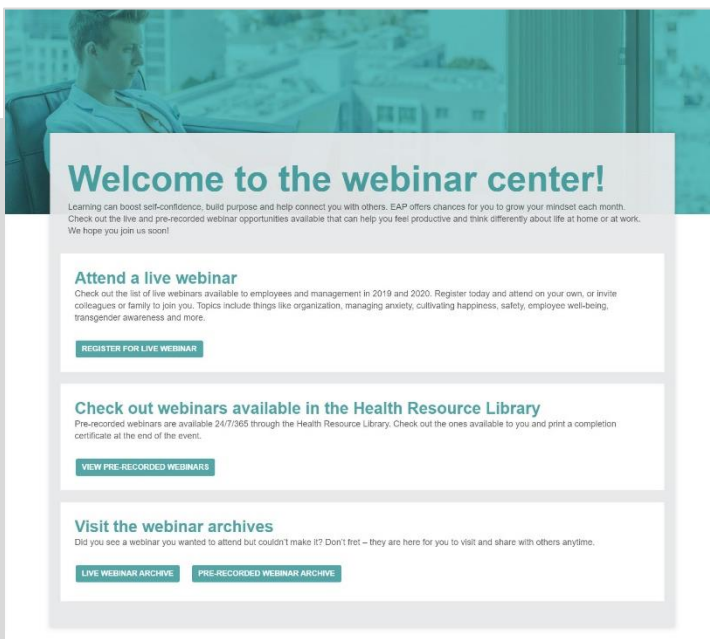 Welcome to the webinar center!
Learning can boost self-confidence, build purpose and help connect you with others. EAP offers chances for you to grow your mindset each month.
Check out the live and pre-recorded webinar opportunities available that can help you feel productive and think differently about life at home or at work.
We hope you join us soon!
Attend a live webinar
Check out the list of live webinars available to employees and management in 2019 and 2020. Register today and attend on your own, or invite
colleagues or family to join you. Topics include things like organization, managing anxiety, cultivating happiness, safety, employee well-being,
transgender awareness and more.
REGISTER FOR LIVE WEBINAR
Check out webinars available in the Health Resource Library
Pre-recorded webinars are available 24/7/365 through the Health Resource Library. Check out the ones available to you and print a completion
certificate at the end of the event.
VIEW PRE-RECORDED WEBINARS
Visit the webinar archives
Did you see a webinar you wanted to attend but couldn't make it? Don't fret – they are here for you to visit and share with others anytime.
LIVE WEBINAR ARCHIVE PRE-RECORDED WEBINAR ARCHIVE